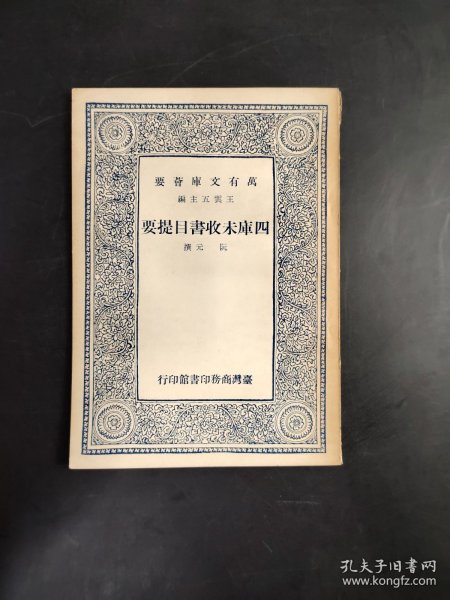 要薈庫文有萬
編主五雲王
要提目書收未庫四
撰元阮
行印館書印務商灣臺
孔夫子旧书网
www.kongfz.com